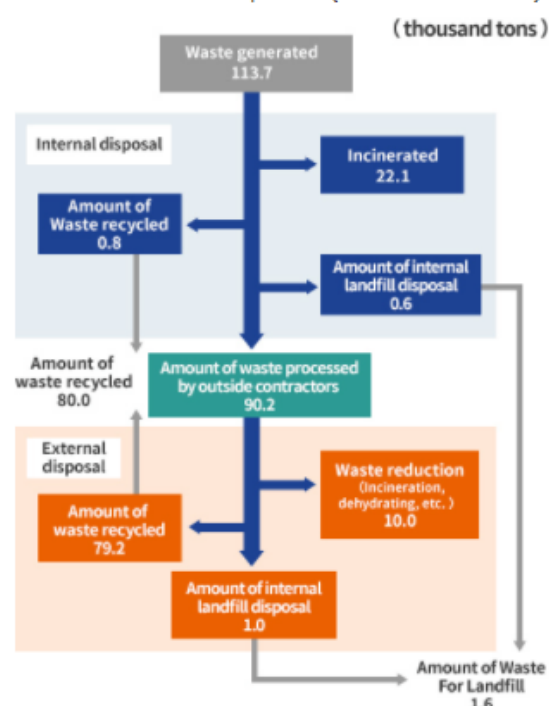 (thousand tons)
Waste generated
113.7
Internal disposal
Incinerated
22.1
Amount of
Waste recycled
0.8
Amount of internal
landfill disposal
0.6
Amount of
waste recycled
80.0
Amount of waste processed
by outside contractors
90.2
External
disposal
Waste reduction
(Incineration,
dehydrating, etc. )
10.0
Amount of
waste recycled
79.2
Amount of internal
landfill disposal
1.0
Amount of Waste
For Landfill
1.6